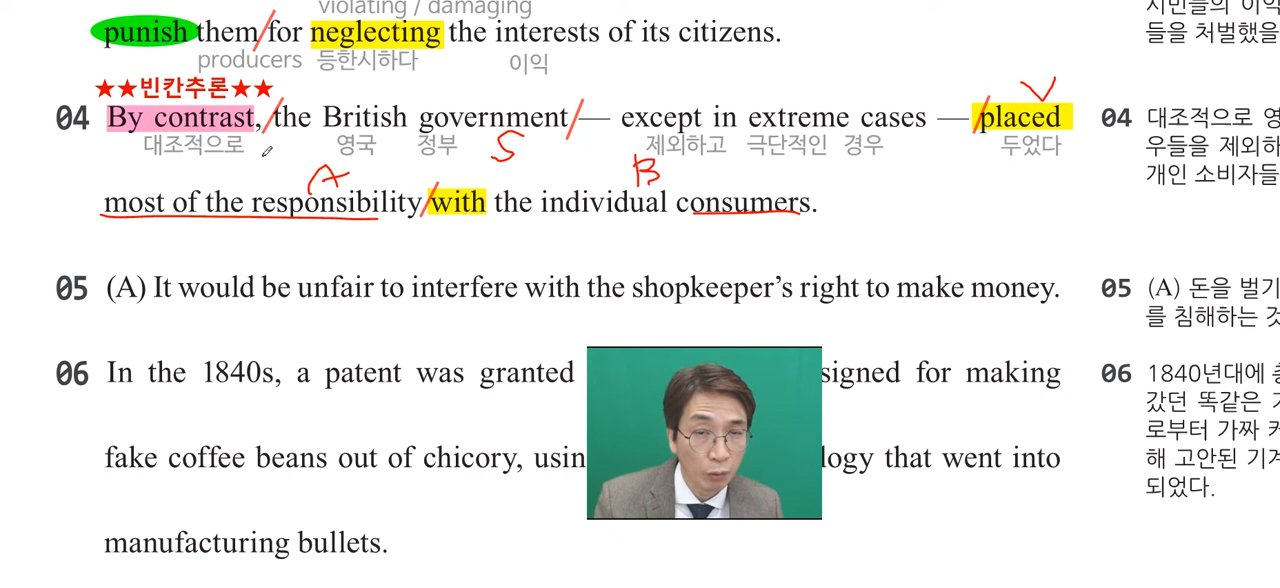 violating / damaging
punish them/for neglecting the interests of its citizens.
producers 등한시하다 이익
★★빈칸추론★★
04 By contrast,/the British government/— except in extreme cases — /placed
V
대조적으로 영국 정부 S 제외하고 극단적인 경우 두었다
A B
most of the responsibility/with the individual consumers.
05 (A) It would be unfair to interfere with the shopkeeper's right to make money.
06 In the 1840s, a patent was granted signed for making
fake coffee beans out of chicory, usin logy that went into
manufacturing bullets.
시민들의 이익
들을 처벌했을
04 대조적으로 영
우들을 제외하
개인 소비자들
05 (A) 돈을 벌기
를 침해하는 것
06 1840년대에
갔던 똑같은
로부터 가짜 커
해 고안된 기계
되었다.